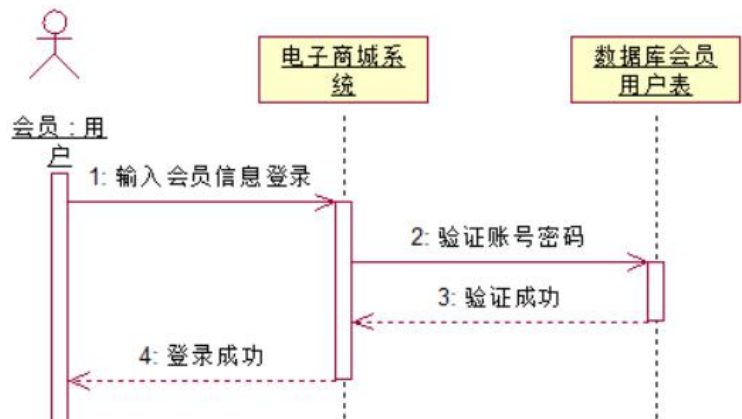 电子商城系
统
数据库会员
用户表
会员：用
户
1: 输入会员信息登录
2: 验证账号密码
3: 验证成功
4: 登录成功